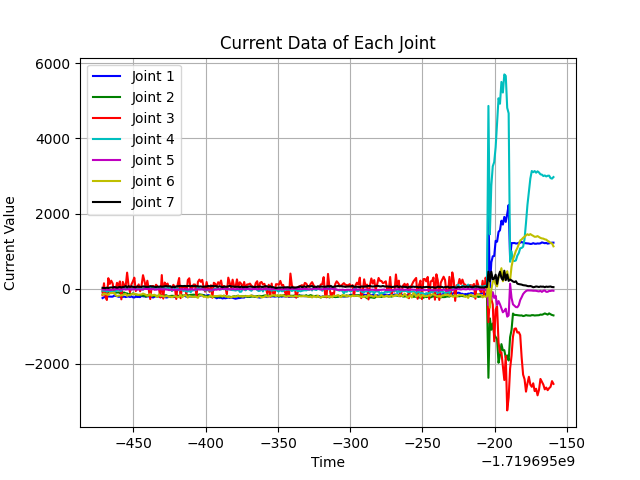 Current Data of Each Joint
Current Value
6000
4000
2000
0
−2000
Joint 1
Joint 2
Joint 3
Joint 4
Joint 5
Joint 6
Joint 7
−450 −400 −350 −300 −250 −200 −150
Time
−1.719695e9